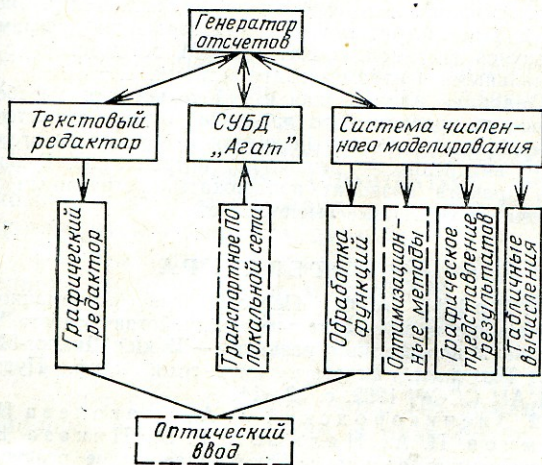 Генератор
отсчетов
Текстовый
редактор
СУБД
„Агат"
Система числен-
ного моделирования
Графический
редактор
Транспортное ПО
локальной сети
Обработка
функций
Оптимизацион-
ные методы
Графическое
представление
результатов
Табличные
вычисления
Оптический
ввод